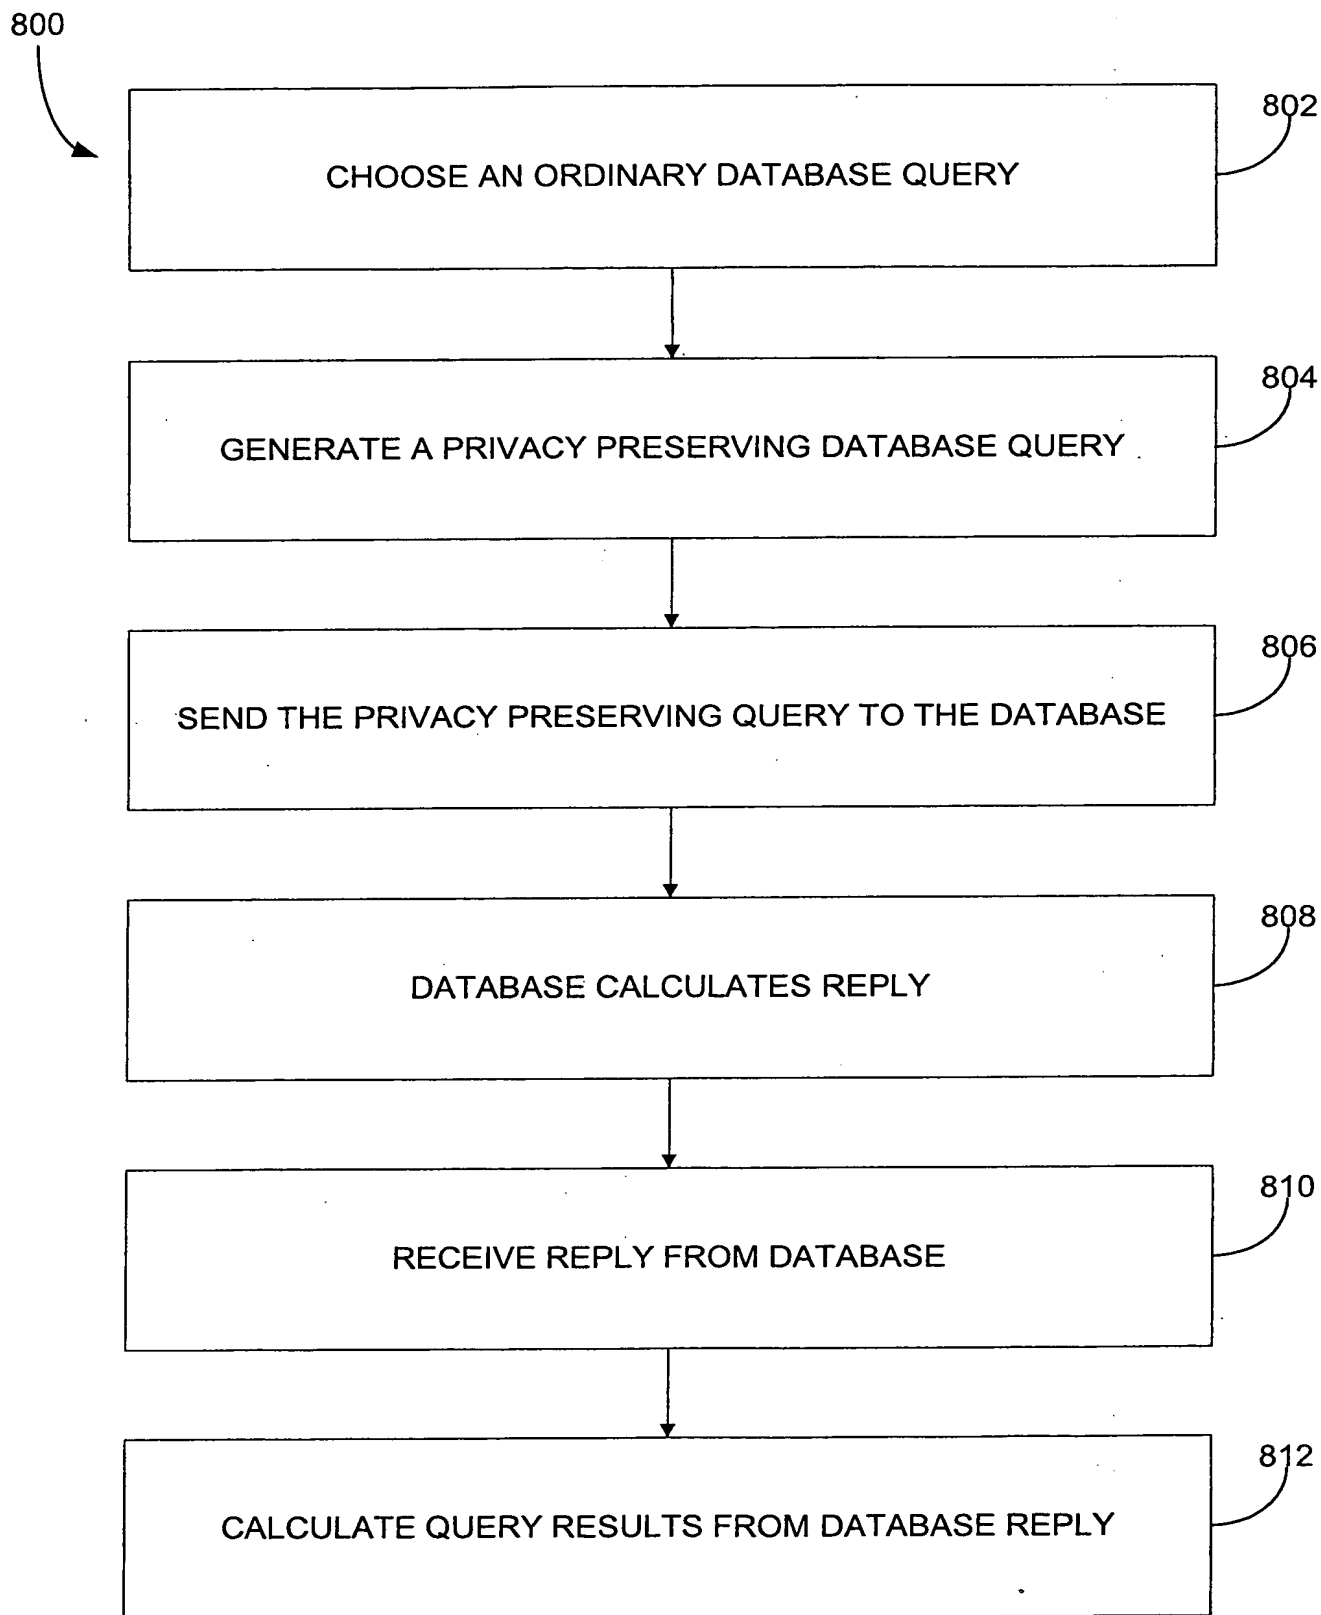 800
802
CHOOSE AN ORDINARY DATABASE QUERY
804
GENERATE A PRIVACY PRESERVING DATABASE QUERY
806
SEND THE PRIVACY PRESERVING QUERY TO THE DATABASE
808
DATABASE CALCULATES REPLY
810
RECEIVE REPLY FROM DATABASE
812
CALCULATE QUERY RESULTS FROM DATABASE REPLY